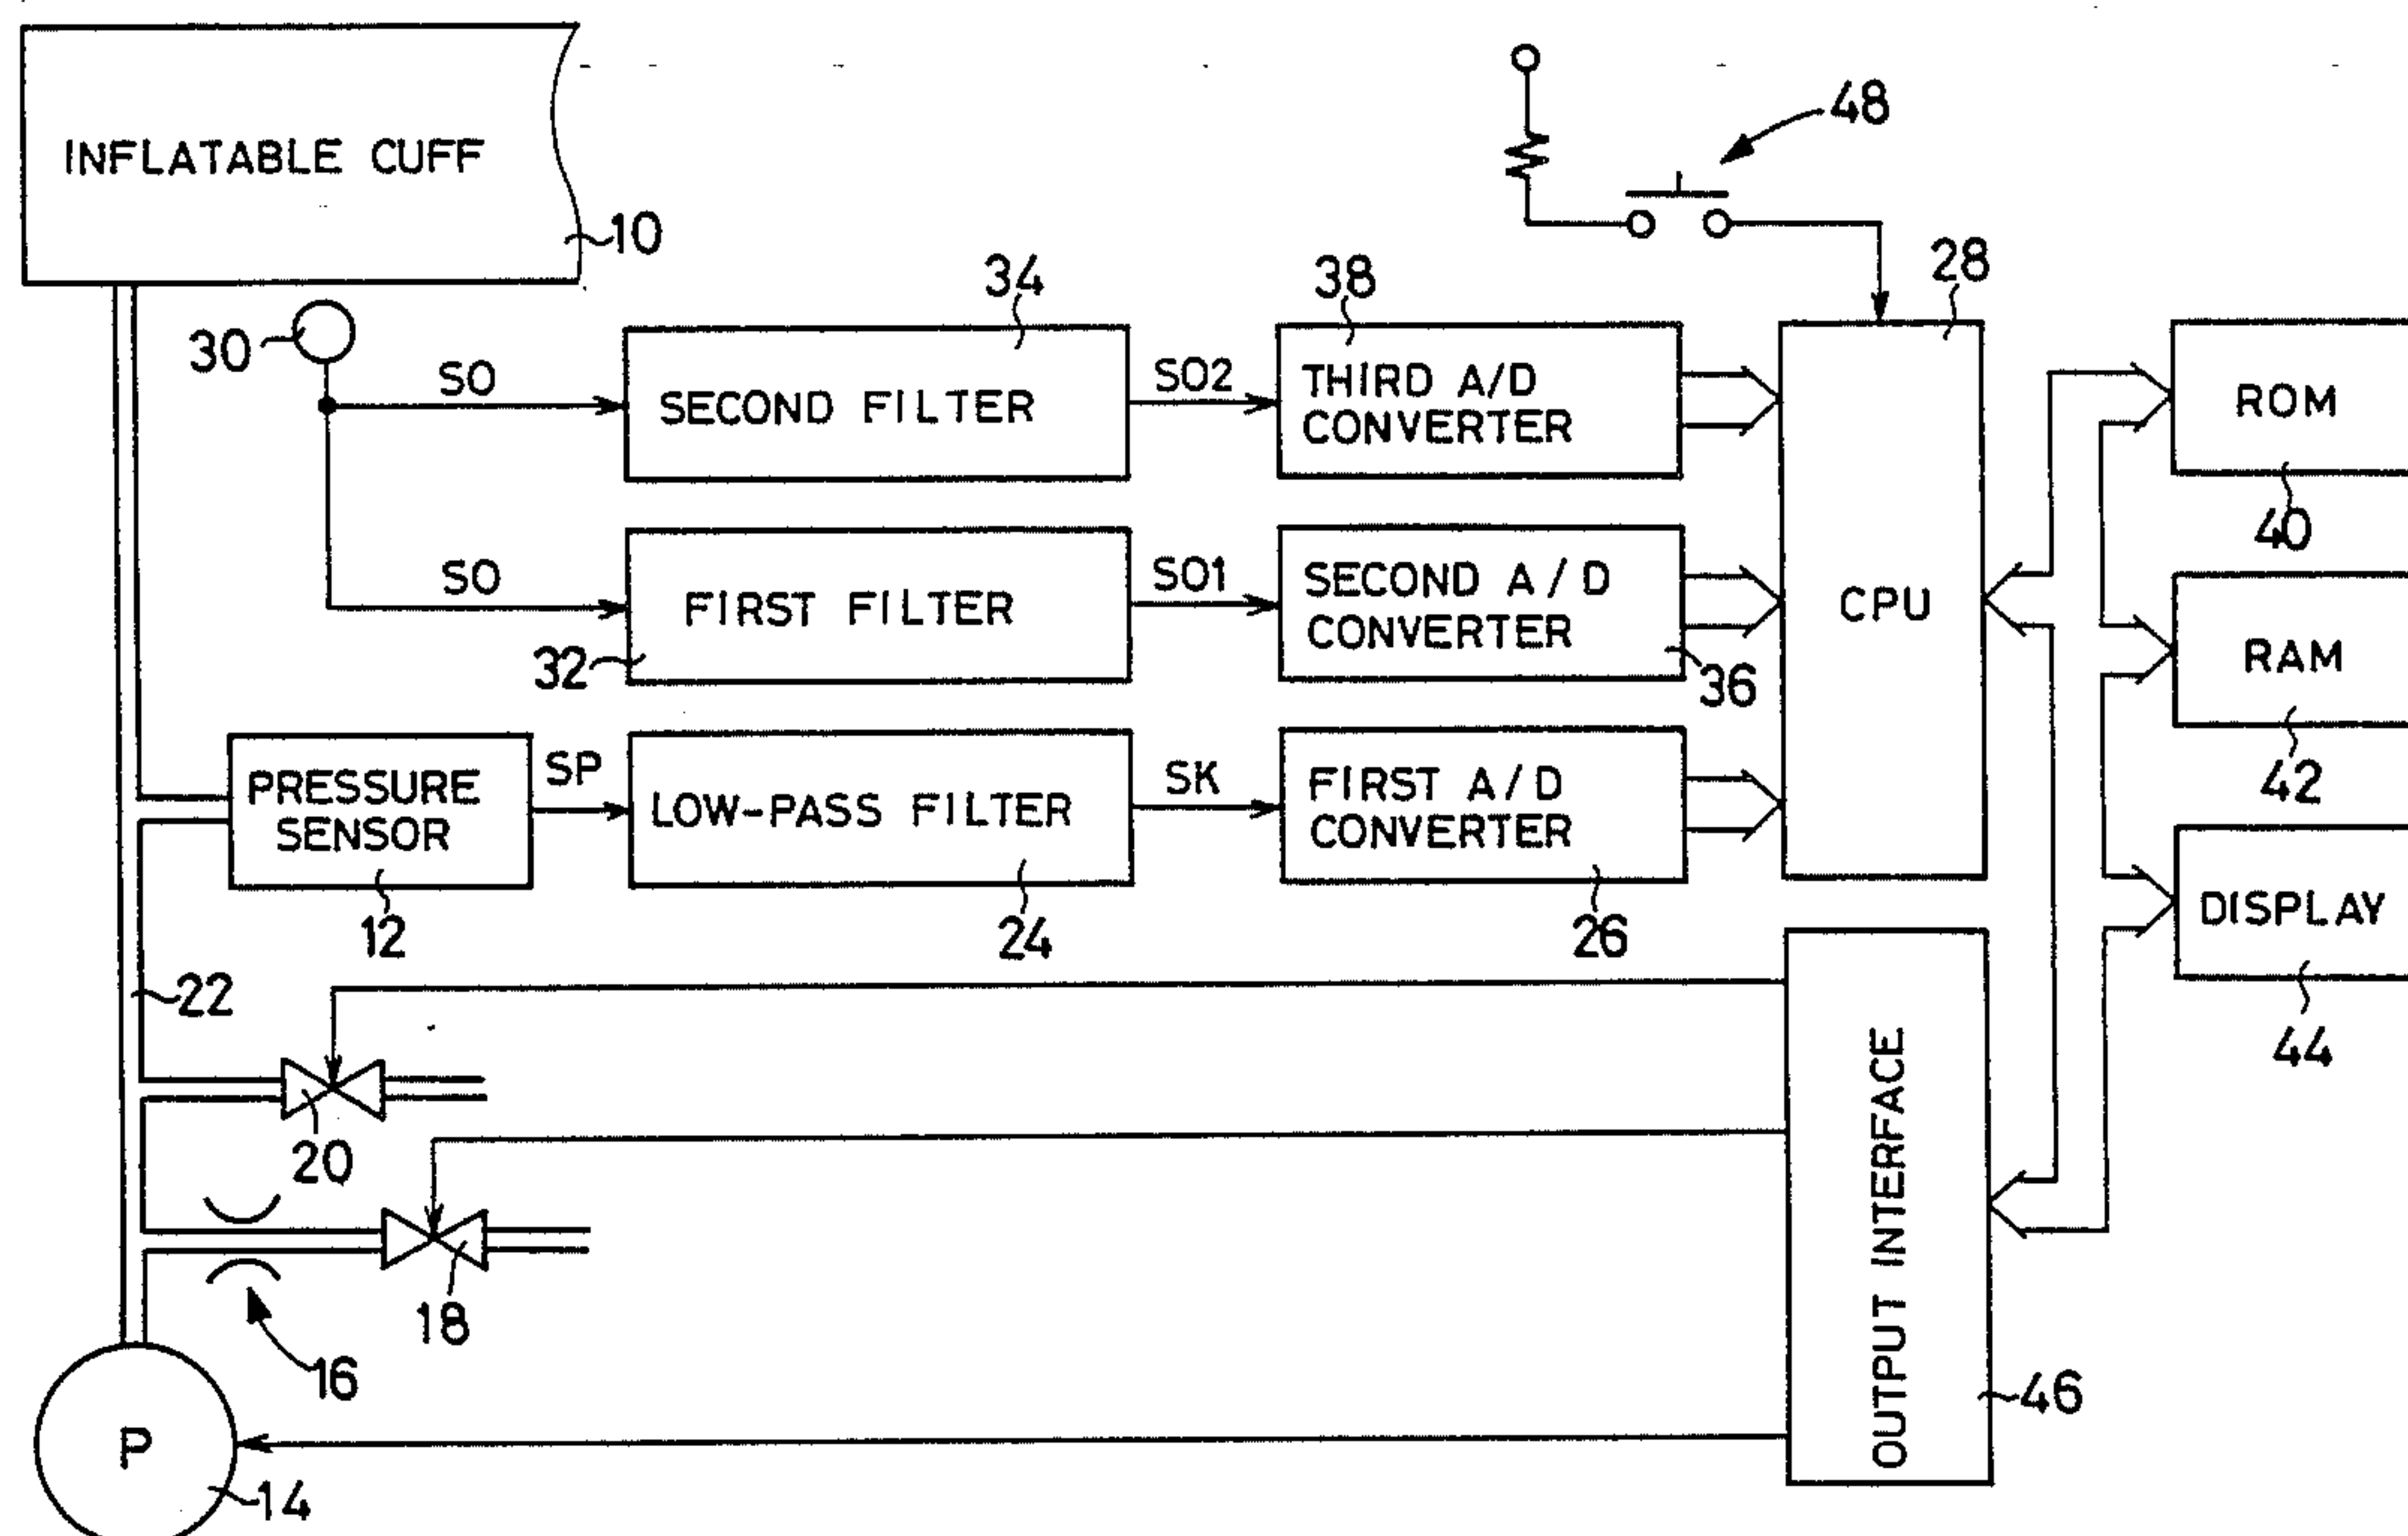 INFLATABLE CUFF
10
48
28
30
SO
34
SECOND FILTER
SO2
38
THIRD A/D
CONVERTER
ROM
40
SO
32
FIRST FILTER
SO1
SECOND A/D
CONVERTER
36
CPU
RAM
42
PRESSURE
SENSOR
12
SP
LOW-PASS FILTER
24
SK
FIRST A/D
CONVERTER
26
DISPLAY
44
22
20
18
16
P
14
OUTPUT INTERFACE
46